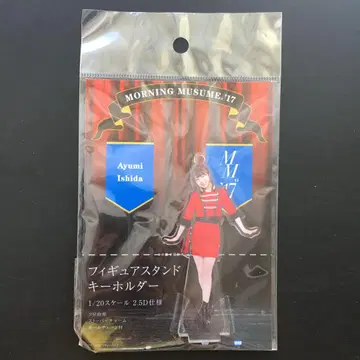 MORNING MUSUME.'17
Ayumi
Ishida
M
M
'17
フィギュアスタンド
キーホルダー
1/20スケール 2.5D仕様